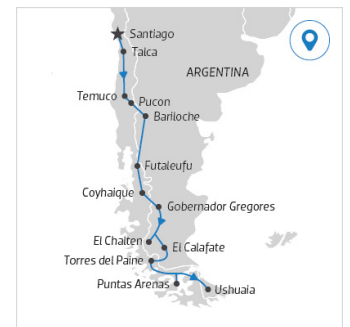 Santiago
Talca
ARGENTINA
Temuco
Pucon
Bariloche
Futaleufu
Coyhaique
Gobernador Gregores
El Chalten
El Calafate
Torres del Paine
Puntas Arenas
Ushuaia